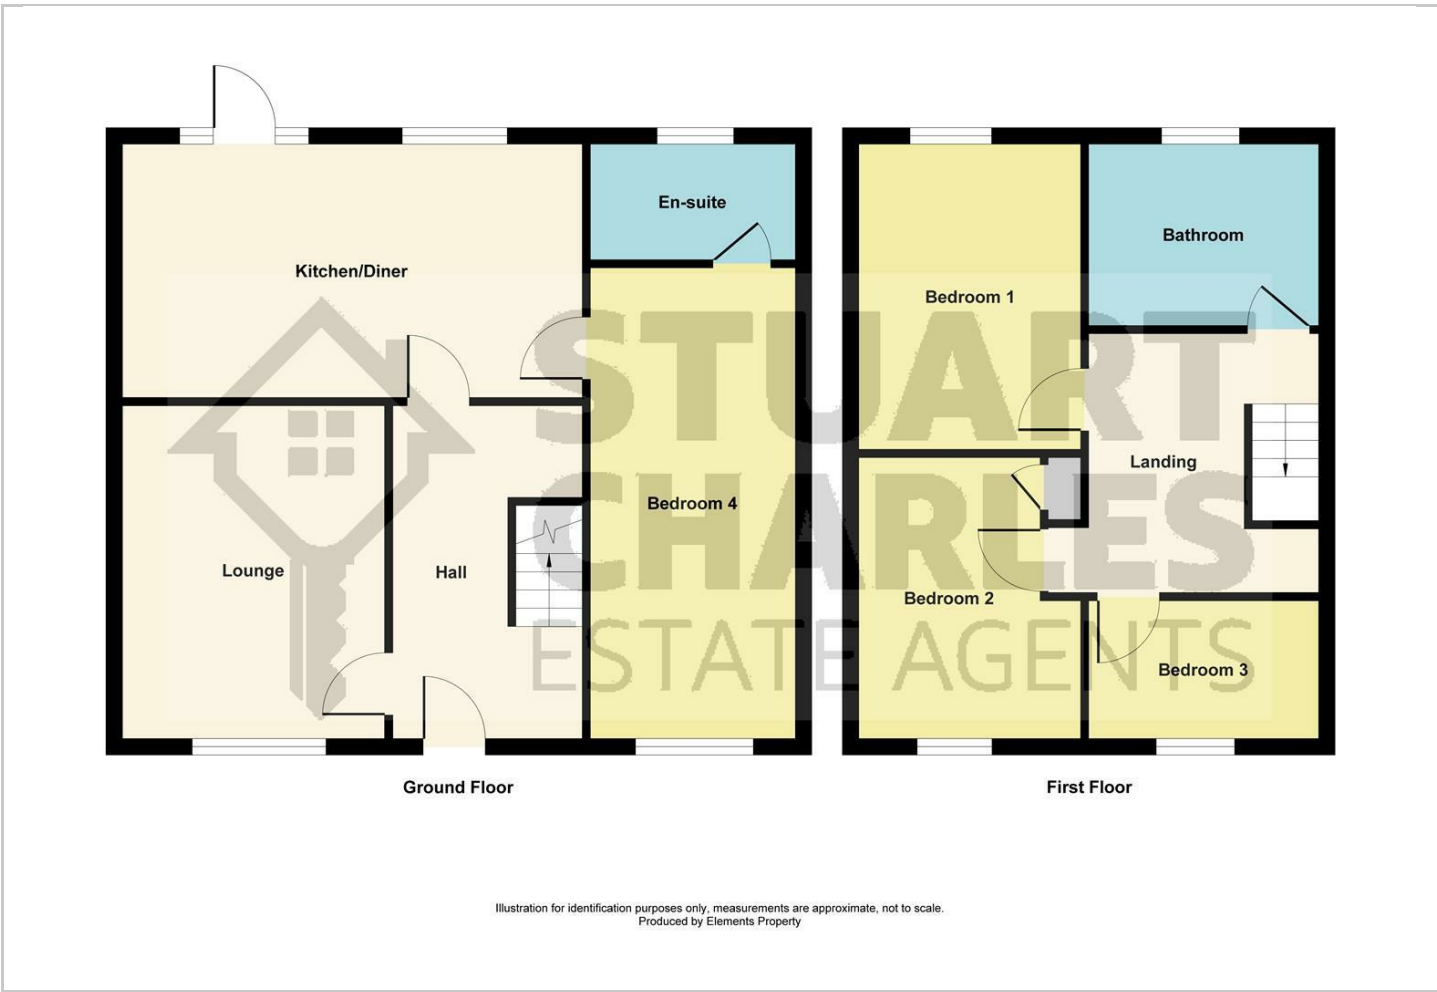 En-suite
Bathroom
Kitchen/Diner
Bedroom 1
STUART
CHARLES
ESTATE AGENTS
Bedroom 4
Landing
Lounge
Hall
Bedroom 2
Bedroom 3
Ground Floor
First Floor
Illustration for identification purposes only, measurements are approximate, not to scale.
Produced by Elements Property